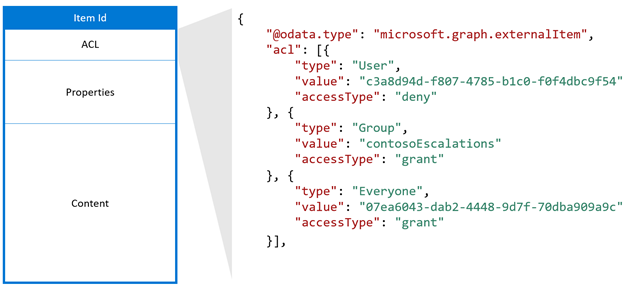 Item Id
ACL
Properties
Content
{
"@odata.type": "microsoft.graph.externalItem",
"acl": [{
"type": "User",
"value": "c3a8d94d-f807-4785-b1c0-f0f4dbc9f54"
"accessType": "deny"
}, {
"type": "Group",
"value": "contosoEscalations"
"accessType": "grant"
}, {
"type": "Everyone",
"value": "07ea6043-dab2-4448-9d7f-70dba909a9c"
"accessType": "grant"
}],